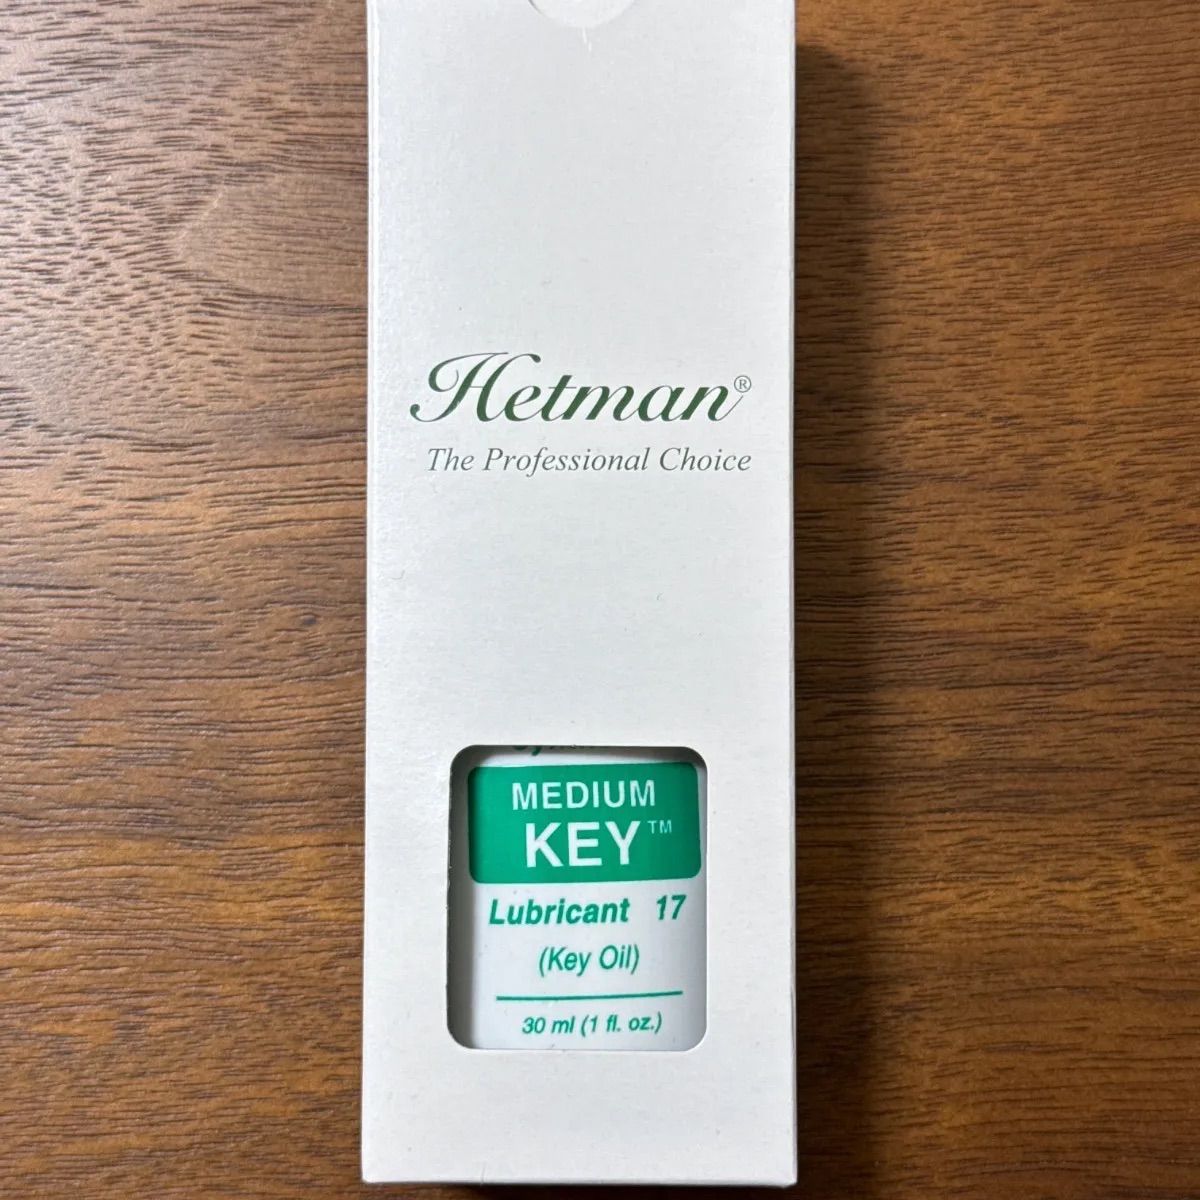 Hetman®
The Professional Choice
MEDIUM
KEY™
Lubricant 17
(Key Oil)
30 ml (1 fl. oz.)